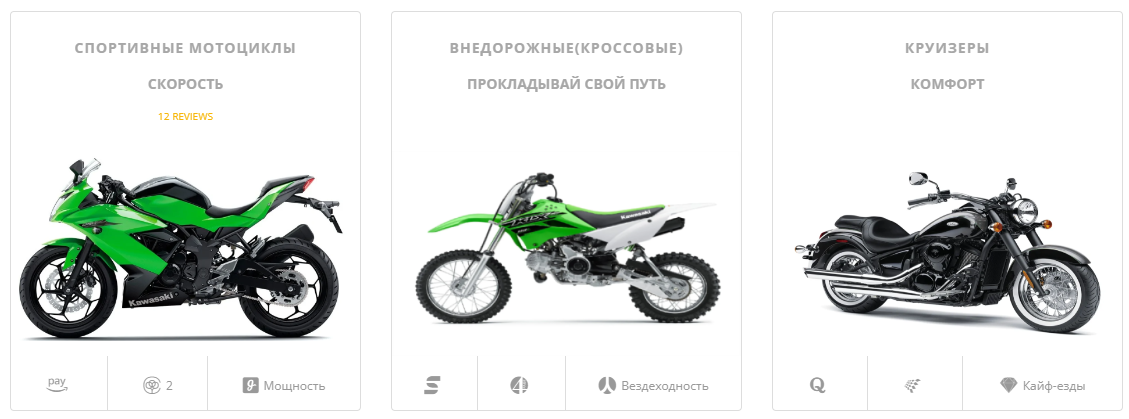 СПОРТИВНЫЕ МОТОЦИКЛЫ
СКОРОСТЬ
12 REVIEWS
Kawasaki
pay
2
Мощность
ВНЕДОРОЖНЫЕ(КРОССОВЫЕ)
ПРОКЛАДЫВАЙ СВОЙ ПУТЬ
Kawasaki
S
4
Вездеходность
КРУИЗЕРЫ
КОМФОРТ
Q
Кайф-езды